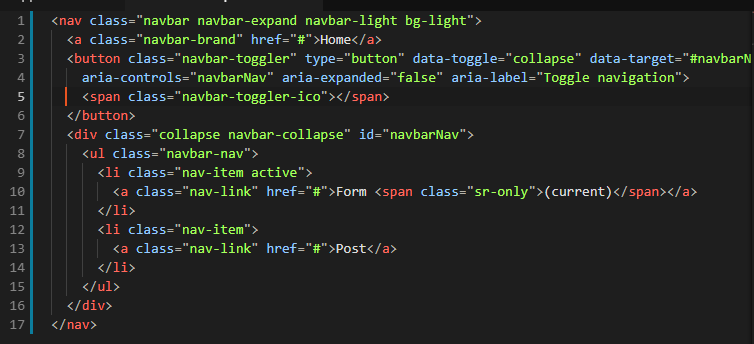 1 <nav class="navbar navbar-expand navbar-light bg-light">
2 <a class="navbar-brand" href="#">Home</a>
3 <button class="navbar-toggler" type="button" data-toggle="collapse" data-target="#navbarN
4 aria-controls="navbarNav" aria-expanded="false" aria-label="Toggle navigation">
5 <span class="navbar-toggler-ico"></span>
6 </button>
7 <div class="collapse navbar-collapse" id="navbarNav">
8 <ul class="navbar-nav">
9 <li class="nav-item active">
10 <a class="nav-link" href="#">Form <span class="sr-only">(current)</span></a>
11 </li>
12 <li class="nav-item">
13 <a class="nav-link" href="#">Post</a>
14 </li>
15 </ul>
16 </div>
17 </nav>